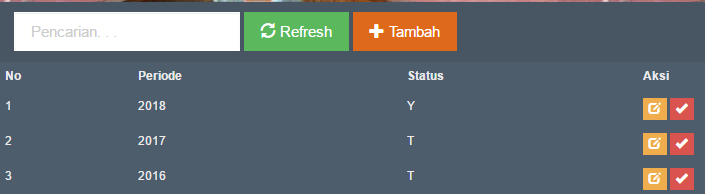 Pencarian. . .
Refresh
Tambah
No Periode Status Aksi
1 2018 Y
2 2017 T
3 2016 T